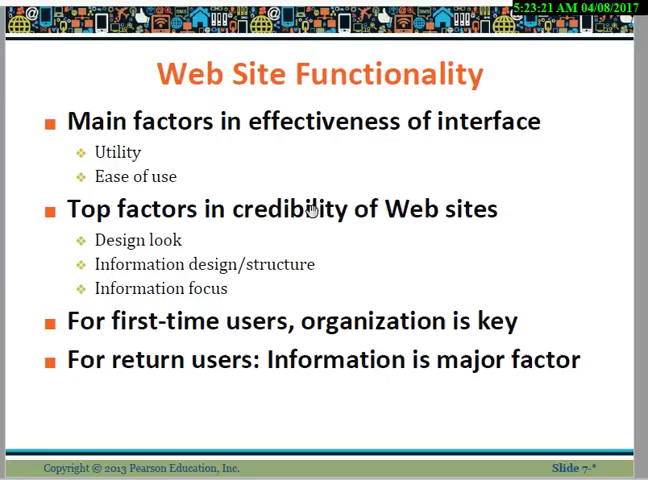 5:23:21 AM 04/08/2017
Web Site Functionality
Main factors in effectiveness of interface
Utility
Ease of use
Top factors in credibility of Web sites
Design look
Information design/structure
Information focus
For first-time users, organization is key
For return users: Information is major factor
Copyright © 2013 Pearson Education, Inc.
Slide 7-*